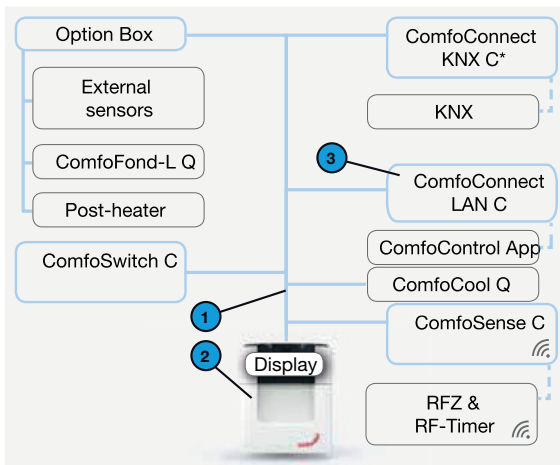 Option Box
External
sensors
ComfoFond-L Q
Post-heater
ComfoSwitch C
ComfoConnect
KNX C*
KNX
3
ComfoConnect
LAN C
ComfoControl App
ComfoCool Q
ComfoSense C
RFZ &
RF-Timer
1
2
Display